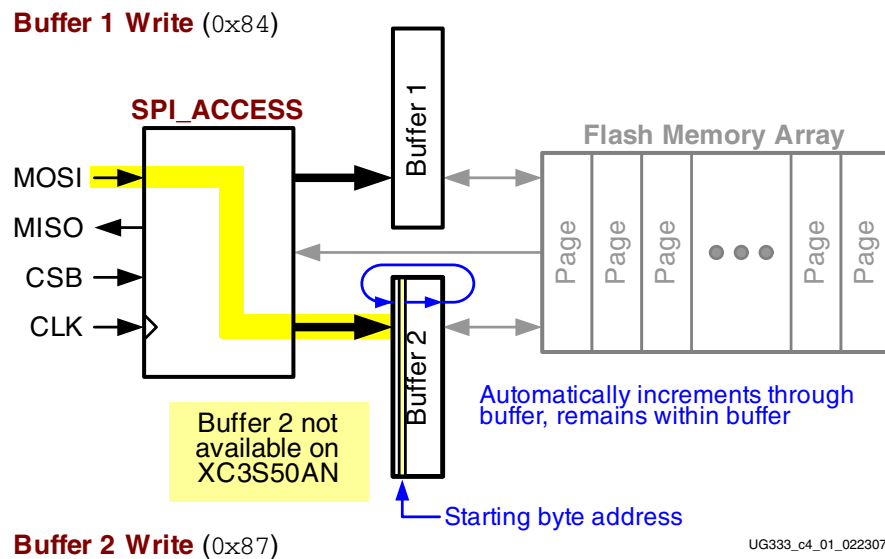 Buffer 1 Write (0x84)
SPI_ACCESS
Buffer 1
Flash Memory Array
MOSI
MISO
CSB
CLK
Page
Page
Page
Page
Page
Buffer 2
Automatically increments through
buffer, remains within buffer
Buffer 2 not
available on
XC3S50AN
Starting byte address
Buffer 2 Write (0x87)
UG333_c4_01_022307